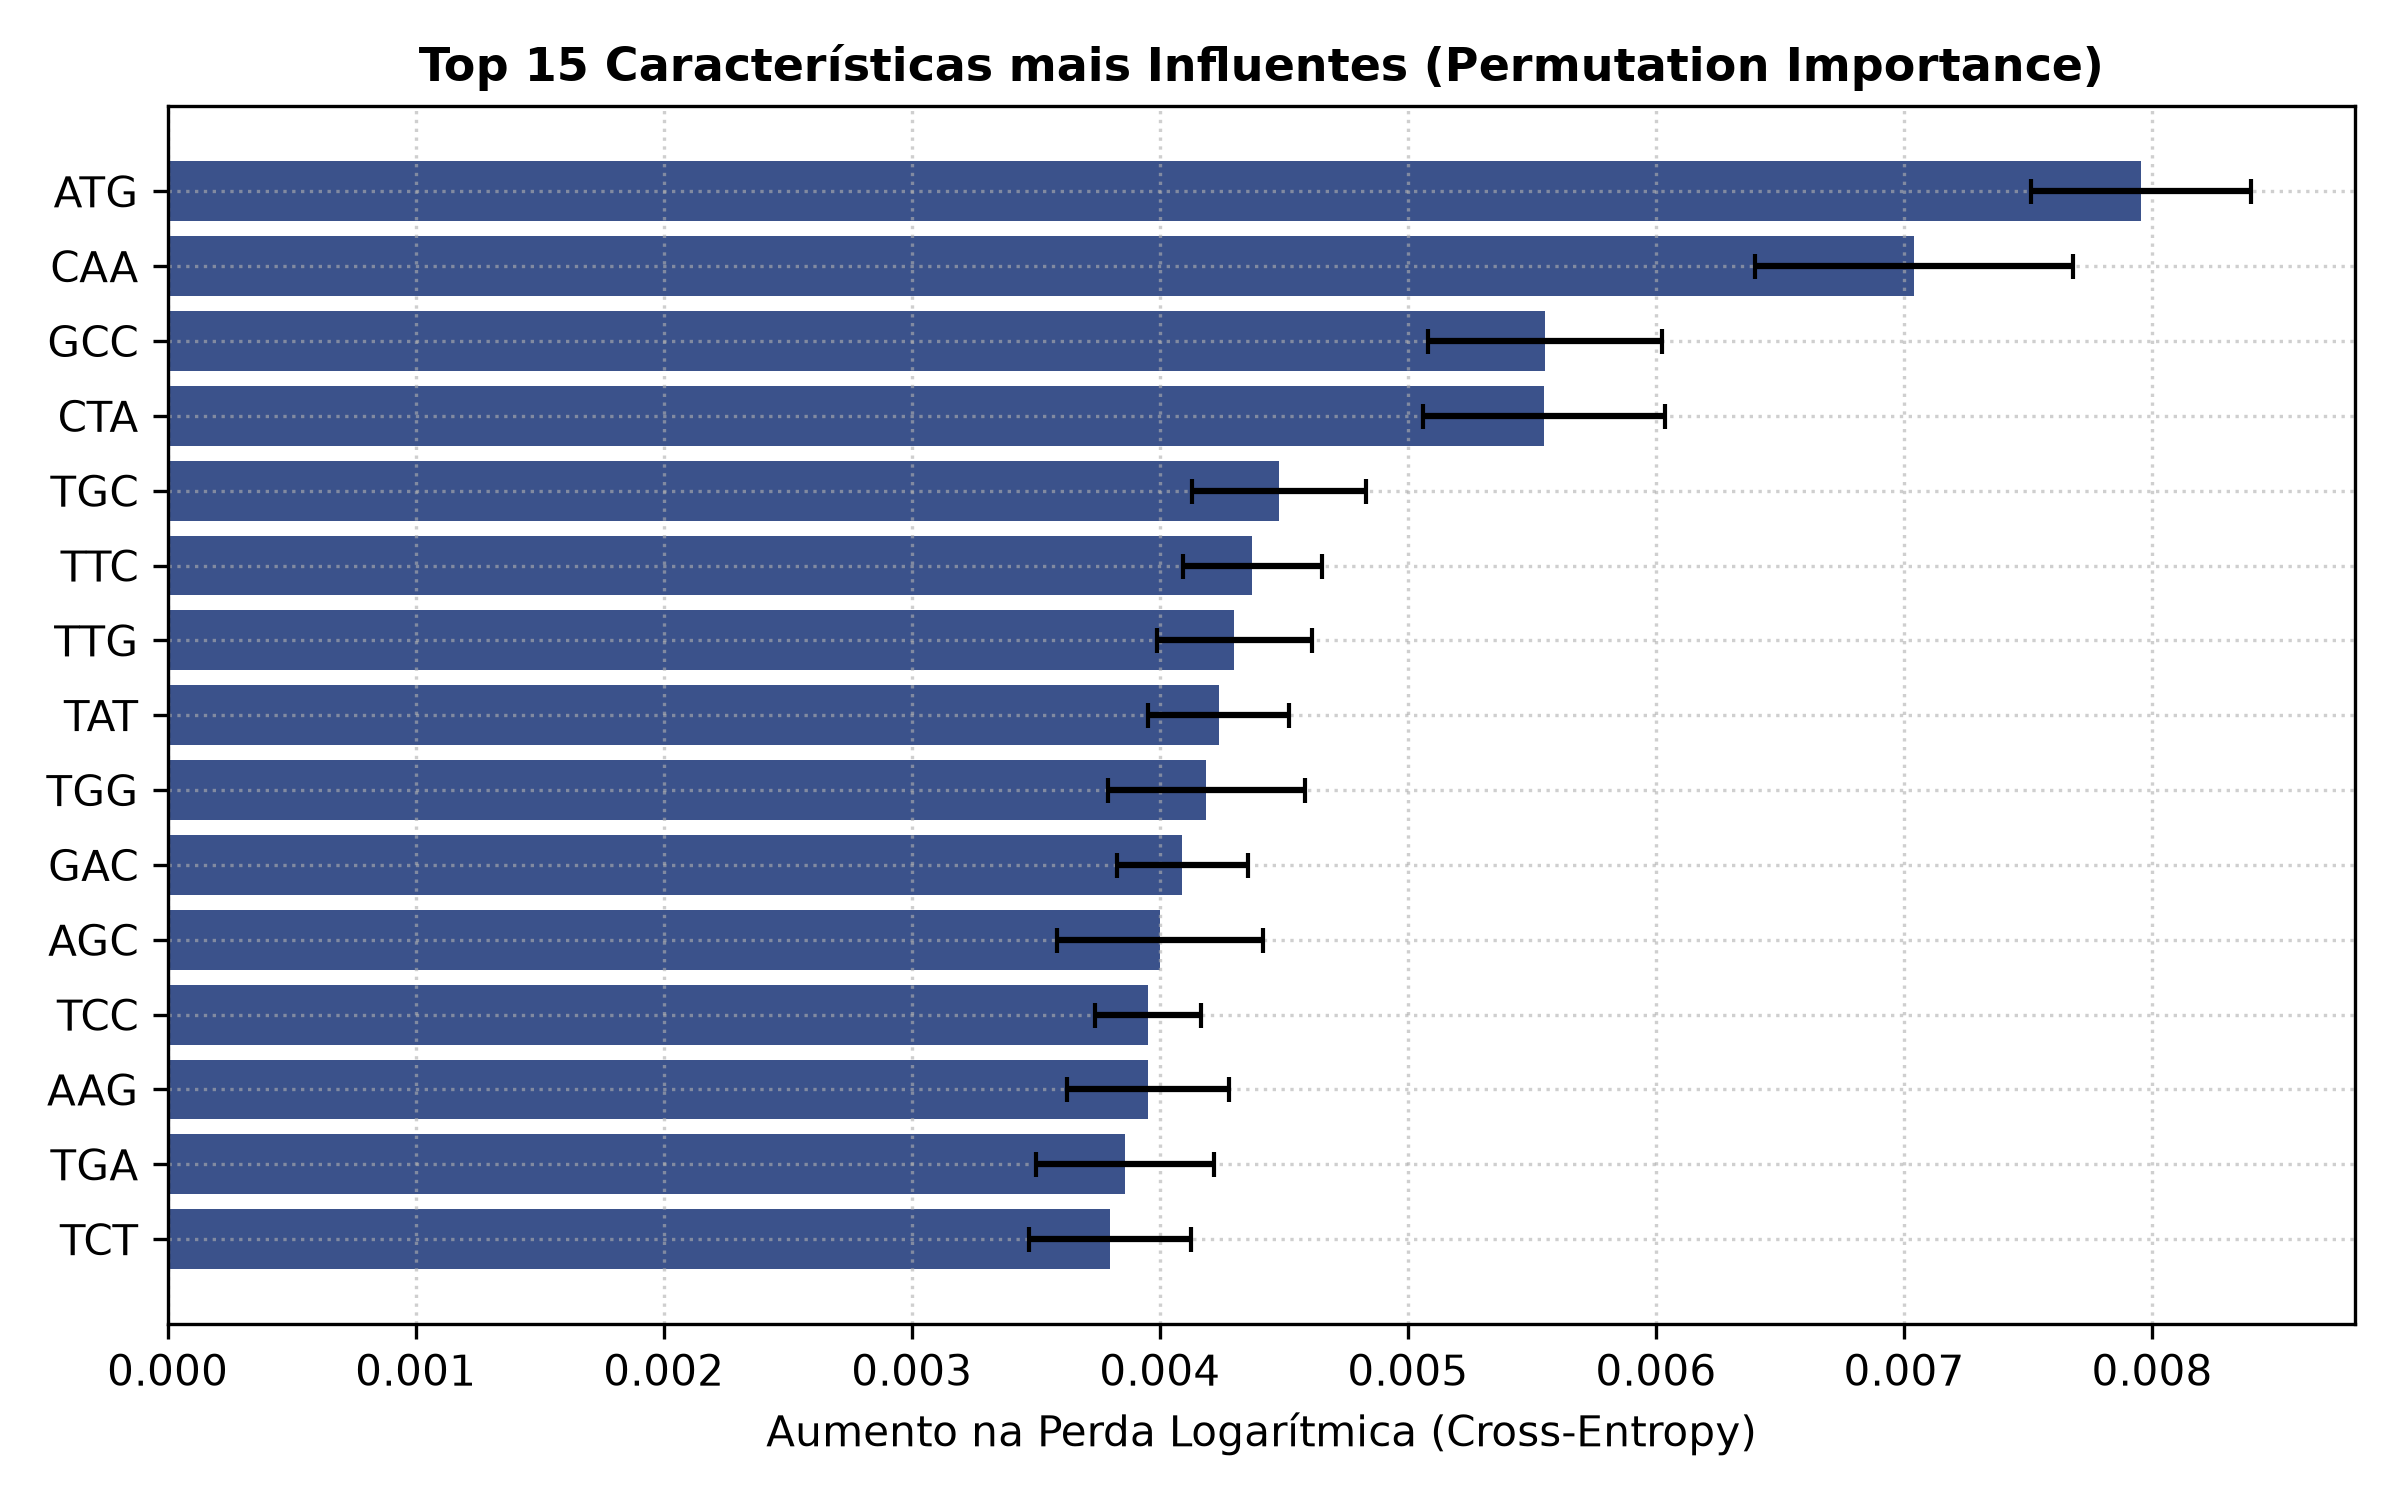 Top 15 Características mais Influentes (Permutation Importance)
ATG
CAA
GCC
CTA
TGC
TTC
TTG
TAT
TGG
GAC
AGC
TCC
AAG
TGA
TCT
0.000 0.001 0.002 0.003 0.004 0.005 0.006 0.007 0.008
Aumento na Perda Logarítmica (Cross-Entropy)